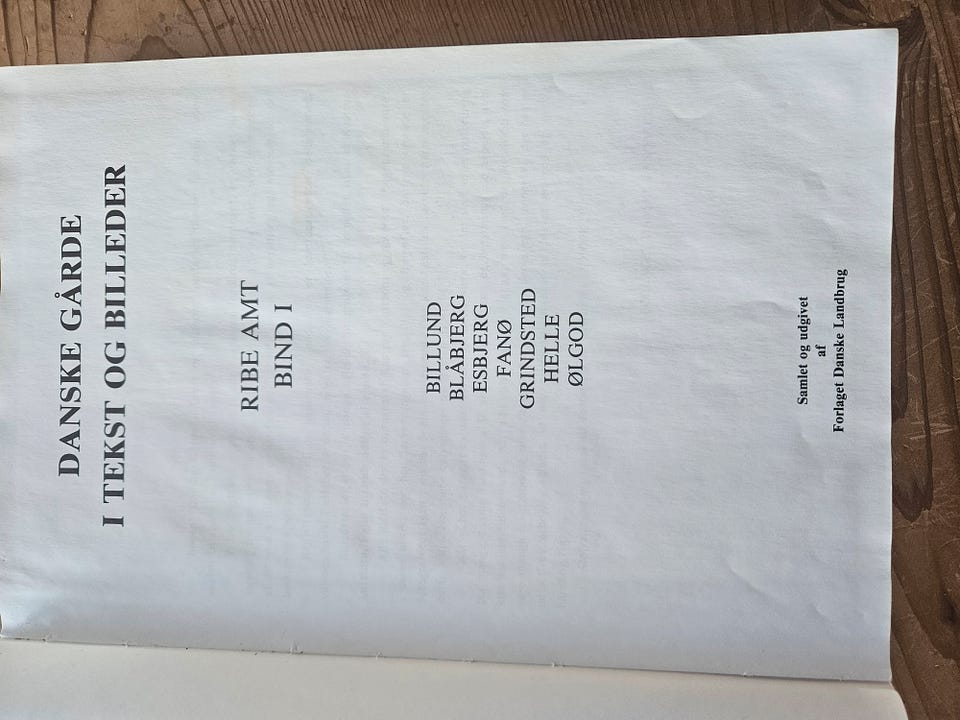 DANSKE GÅRDE
I TEKST OG BILLEDER
RIBE AMT
BIND I
BILLUND
BLÅBJERG
ESBJERG
FANØ
GRINDSTED
HELLE
ØLGOD
Samlet og udgivet
af
Forlaget Danske Landbrug